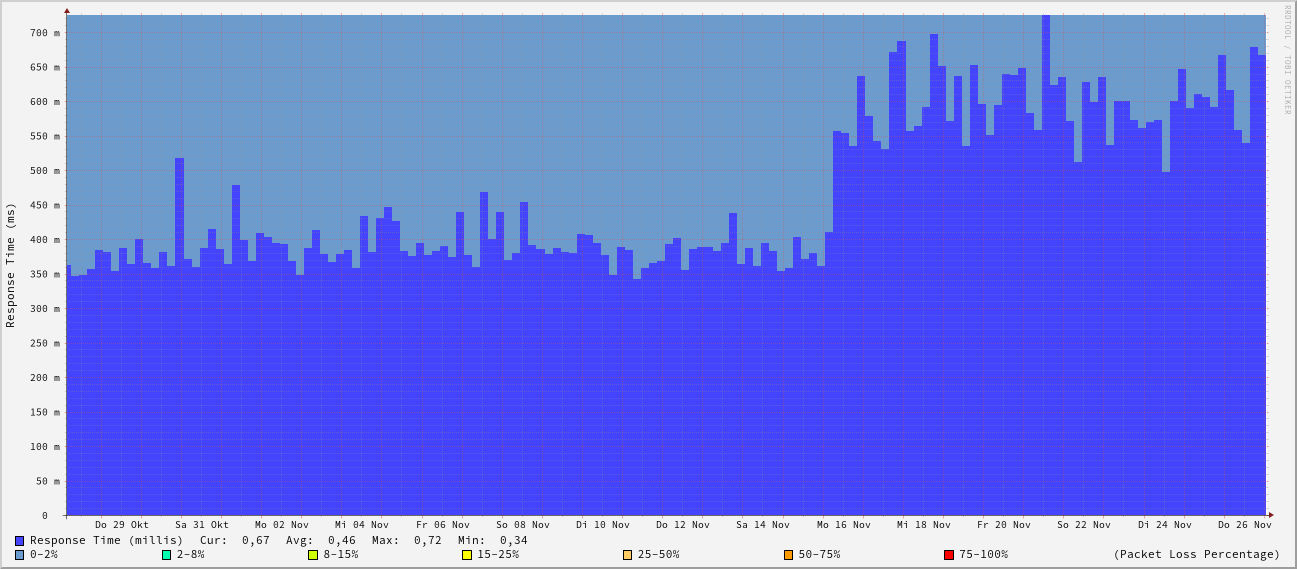 RRDTOOL / TOBI OETIKER
Response Time (ms)
700 m
650 m
600 m
550 m
500 m
450 m
400 m
350 m
300 m
250 m
200 m
150 m
100 m
50 m
0
Do 29 Okt Sa 31 Okt Mo 02 Nov Mi 04 Nov Fr 06 Nov So 08 Nov Di 10 Nov Do 12 Nov Sa 14 Nov Mo 16 Nov Mi 18 Nov Fr 20 Nov So 22 Nov Di 24 Nov Do 26 Nov
Response Time (millis) Cur: 0,67 Avg: 0,46 Max: 0,72 Min: 0,34
0-2% 2-8% 8-15% 15-25% 25-50% 50-75% 75-100% (Packet Loss Percentage)